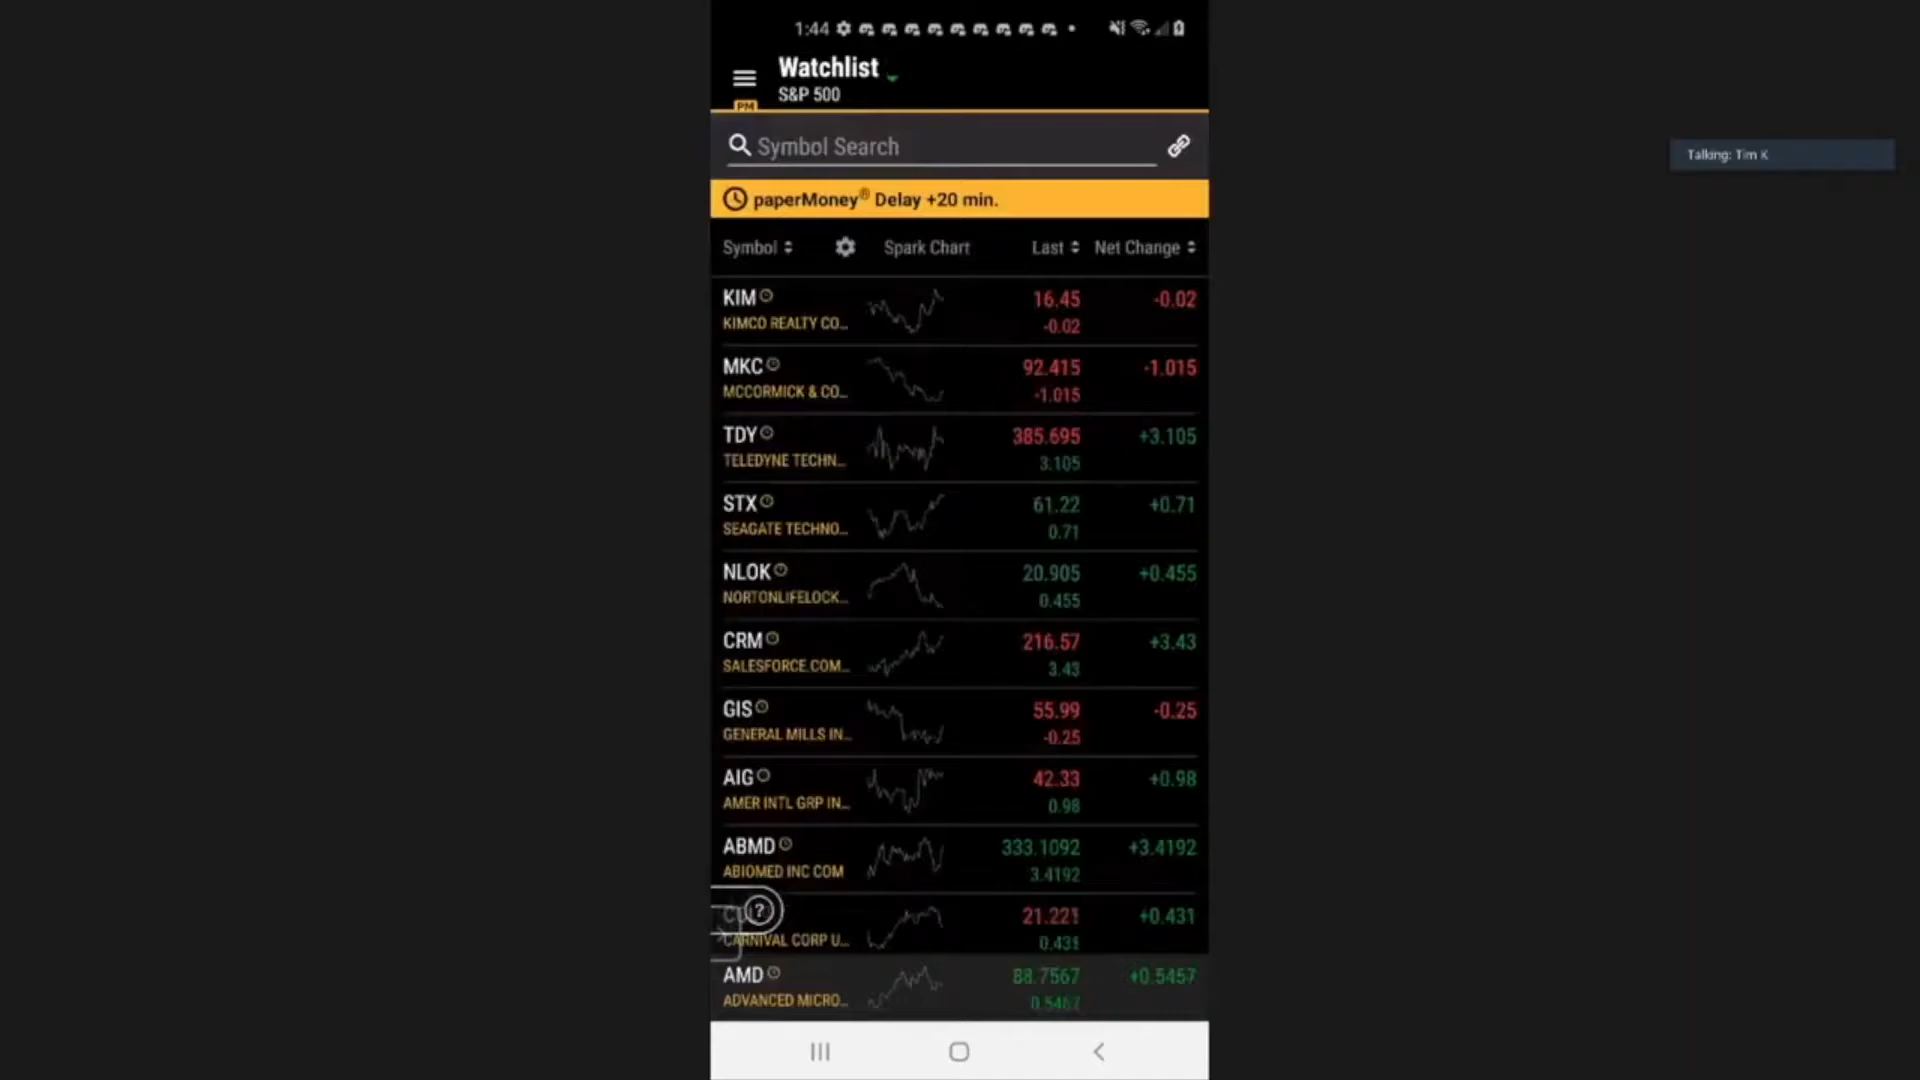 1:44
Watchlist
S&P 500
PM
Symbol Search
Talking: Tim K
paperMoney® Delay +20 min.
Symbol Spark Chart Last Net Change
KIM 16.45 -0.02
KIMCO REALTY CO... -0.02
MKC 92.415 -1.015
MCCORMICK & CO... -1.015
TDY 385.695 +3.105
TELEDYNE TECHN... 3.105
STX 61.22 +0.71
SEAGATE TECHNO... 0.71
NLOK 20.905 +0.455
NORTONLIFELOCK... 0.455
CRM 216.57 +3.43
SALESFORCE.COM... 3.43
GIS 55.99 -0.25
GENERAL MILLS IN... -0.25
AIG 42.33 +0.98
AMER INTL GRP IN... 0.98
ABMD 333.1092 +3.4192
ABIOMED INC COM 3.4192
? 21.221 +0.431
CARNIVAL CORP U... 0.431
AMD 88.7567 +0.5457
ADVANCED MICRO... 0.5457